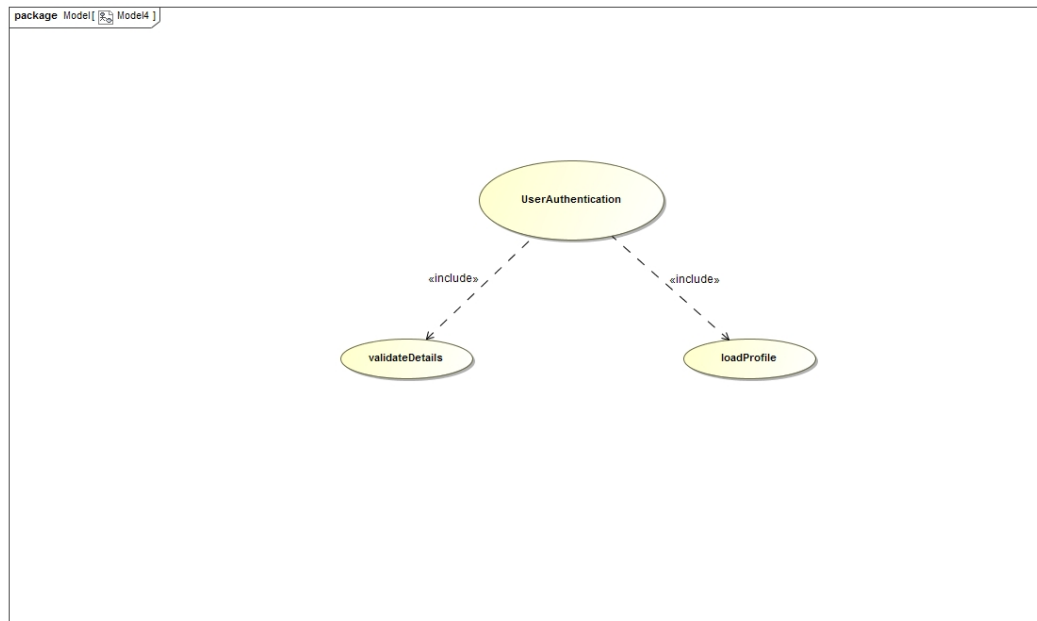 package Model[ Model4 ]
UserAuthentication
«include» «include»
validateDetails loadProfile